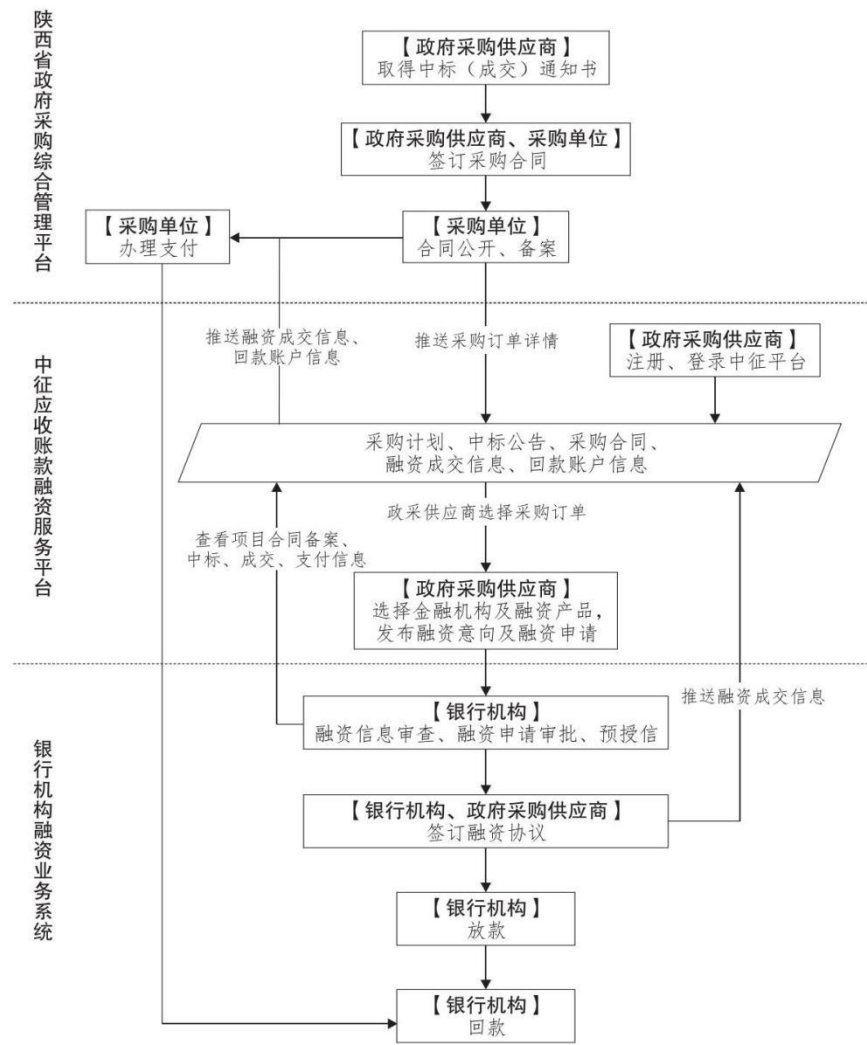 陕西省政府采购综合管理平台
【政府采购供应商】
取得中标（成交）通知书
【政府采购供应商、采购单位】
签订采购合同
【采购单位】
办理支付
【采购单位】
合同公开、备案
中征应收账款融资服务平台
推送融资成交信息、
回款账户信息
推送采购订单详情
【政府采购供应商】
注册、登录中征平台
采购计划、中标公告、采购合同、
融资成交信息、回款账户信息
政采供应商选择采购订单
查看项目合同备案、
中标、成交、支付信息
【政府采购供应商】
选择金融机构及融资产品，
发布融资意向及融资申请
银行机构融资业务系统
推送融资成交信息
【银行机构】
融资信息审查、融资申请审批、预授信
【银行机构、政府采购供应商】
签订融资协议
【银行机构】
放款
【银行机构】
回款